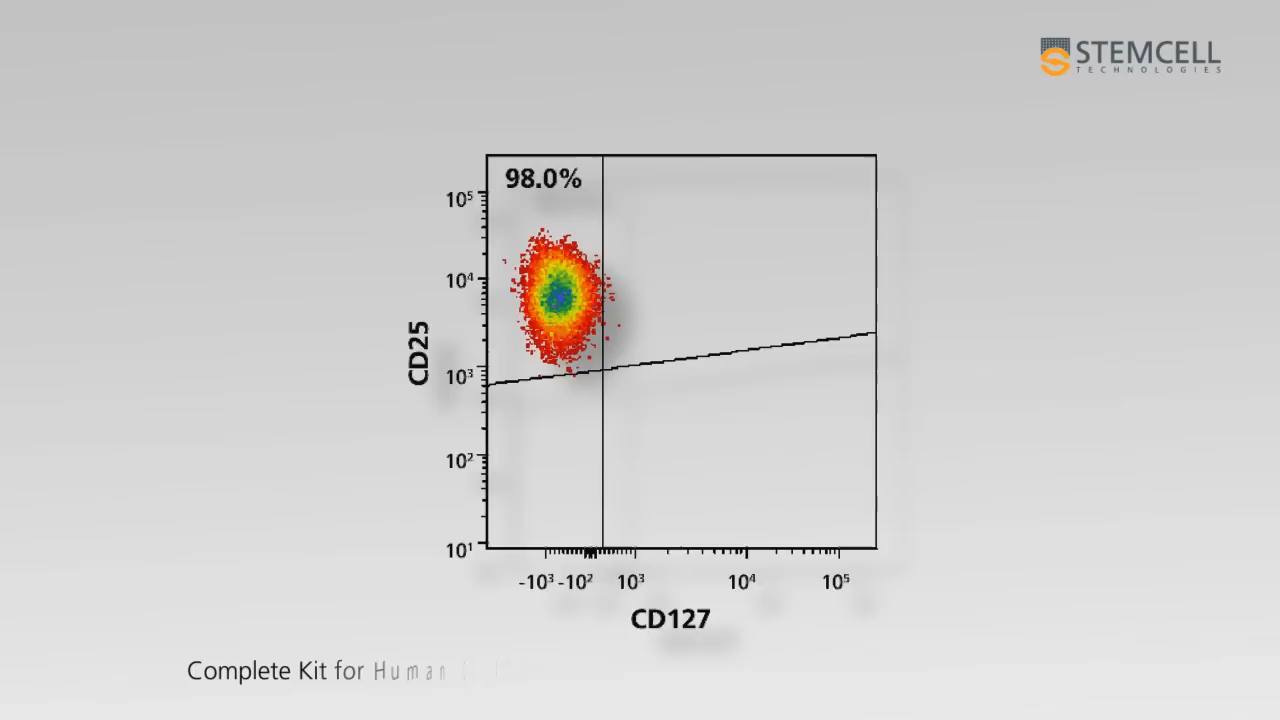 STEMCELL
TECHNOLOGIES
98.0%
10⁵
10⁴
10³
10²
10¹
CD25
-10³ -10² 10³ 10⁴ 10⁵
CD127
Complete Kit for Human